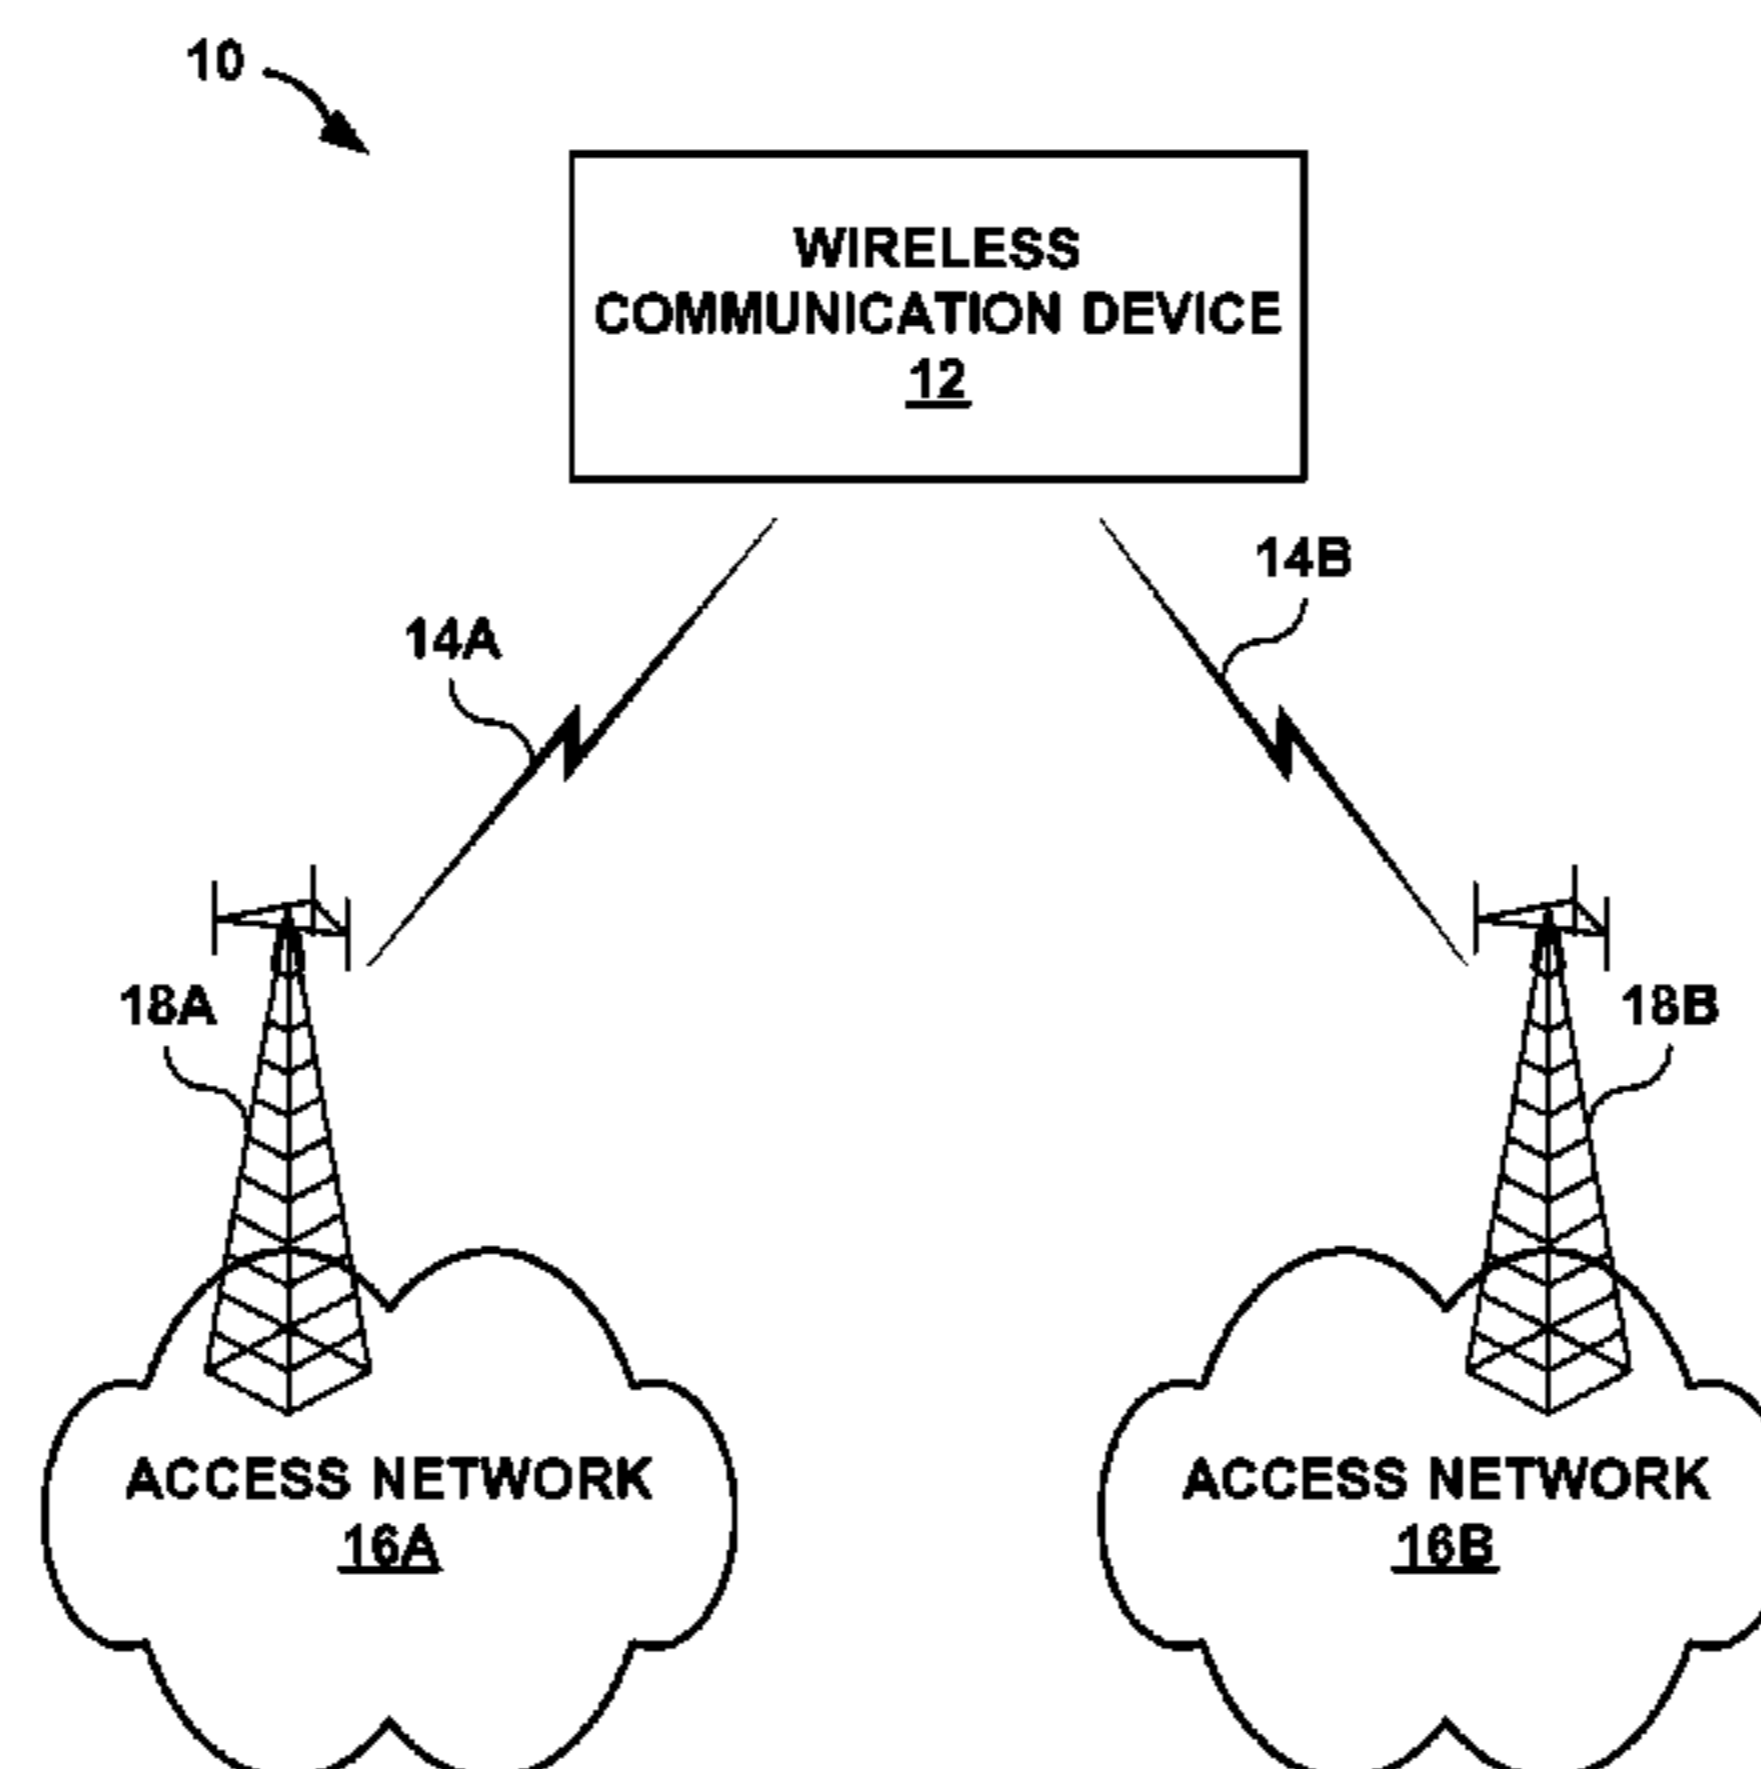 10
WIRELESS
COMMUNICATION DEVICE
12
14B
14A
18A
18B
ACCESS NETWORK
16A
ACCESS NETWORK
16B